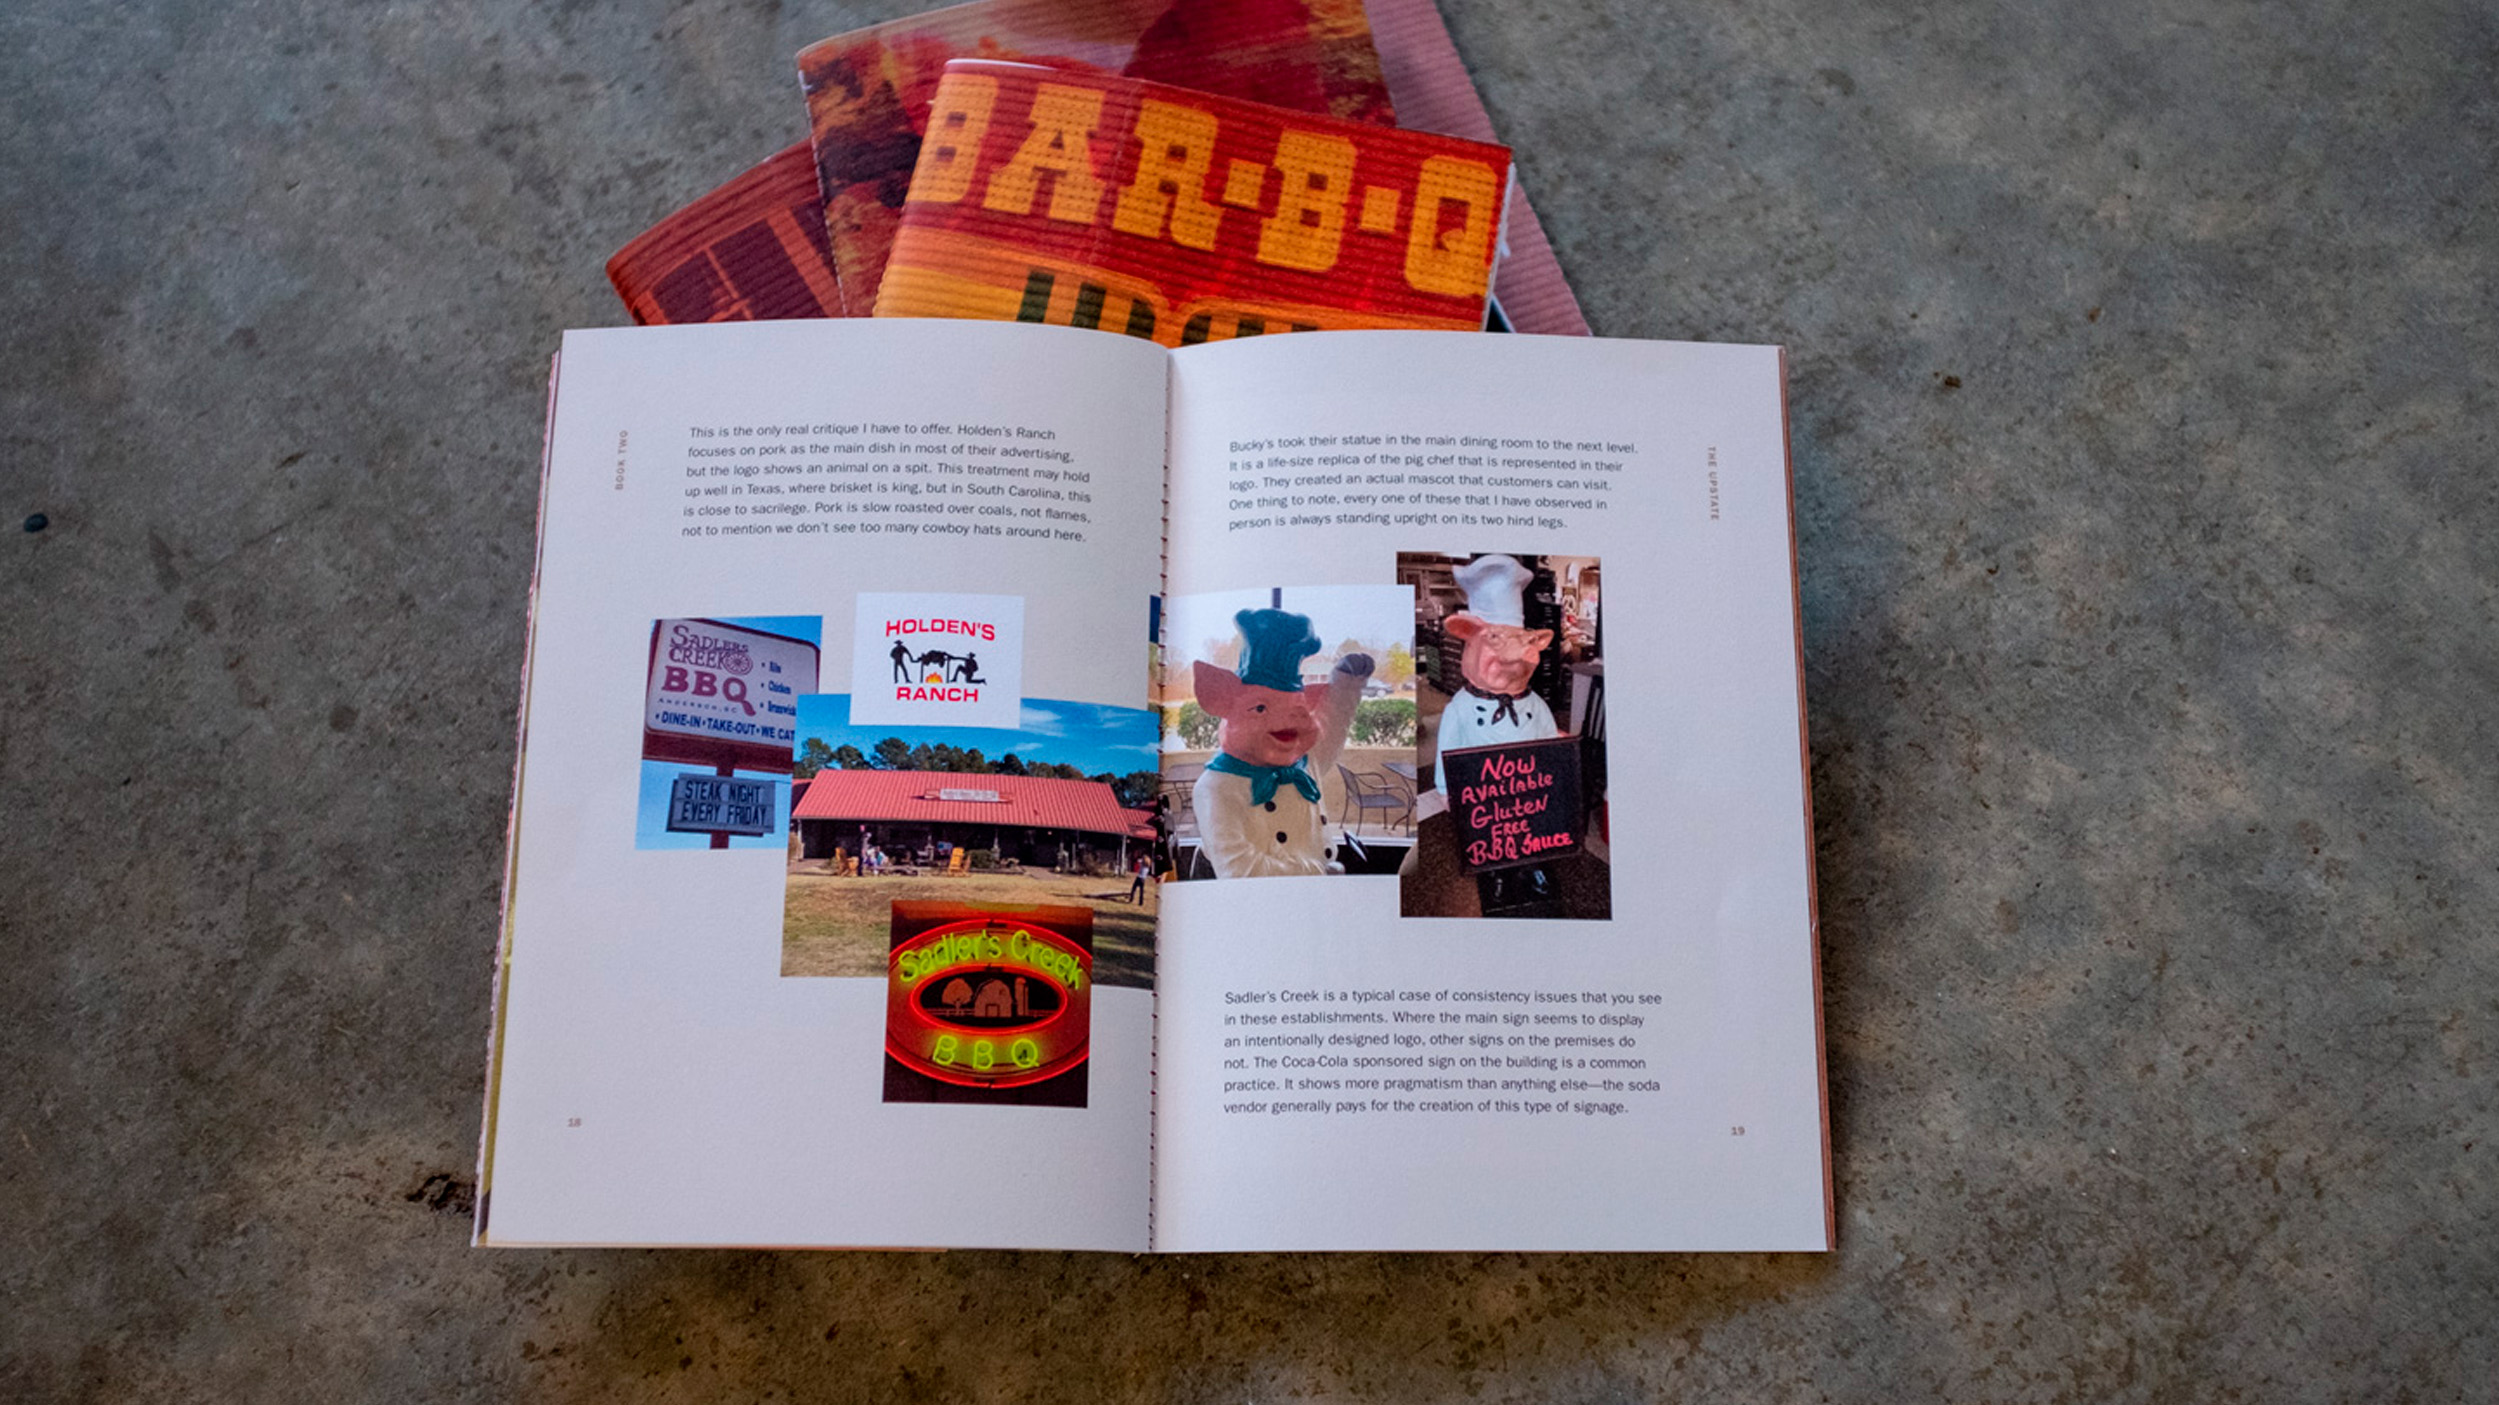 BAR-B-Q
BOOK TWO
This is the only real critique I have to offer. Holden's Ranch
focuses on pork as the main dish in most of their advertising,
but the logo shows an animal on a spit. This treatment may hold
up well in Texas, where brisket is king, but in South Carolina, this
is close to sacrilege. Pork is slow roasted over coals, not flames,
not to mention we don't see too many cowboy hats around here.
SADLERS
CREEK
BBQ
ANDERSON, SC
• Ribs
• Chicken
• Brunswick
• DINE-IN • TAKE-OUT • WE CAT
STEAK NIGHT
EVERY FRIDAY
HOLDEN'S
RANCH
Sadler's Creek
BBQ
18
Bucky's took their statue in the main dining room to the next level.
It is a life-size replica of the pig chef that is represented in their
logo. They created an actual mascot that customers can visit.
One thing to note, every one of these that I have observed in
person is always standing upright on its two hind legs.
THE UPSTATE
Now
AVAilable
Gluten
FREE
BBQ SAUCE
Sadler's Creek is a typical case of consistency issues that you see
in these establishments. Where the main sign seems to display
an intentionally designed logo, other signs on the premises do
not. The Coca-Cola sponsored sign on the building is a common
practice. It shows more pragmatism than anything else—the soda
vendor generally pays for the creation of this type of signage.
19